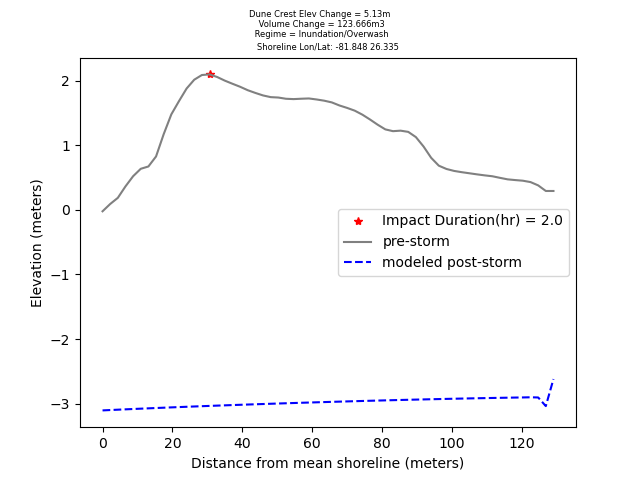 Dune Crest Elev Change = 5.13m
Volume Change = 123.666m3
Regime = Inundation/Overwash
Shoreline Lon/Lat: -81.848 26.335
2
1
0
−1
−2
−3
Elevation (meters)
Impact Duration(hr) = 2.0
pre-storm
modeled post-storm
0 20 40 60 80 100 120
Distance from mean shoreline (meters)